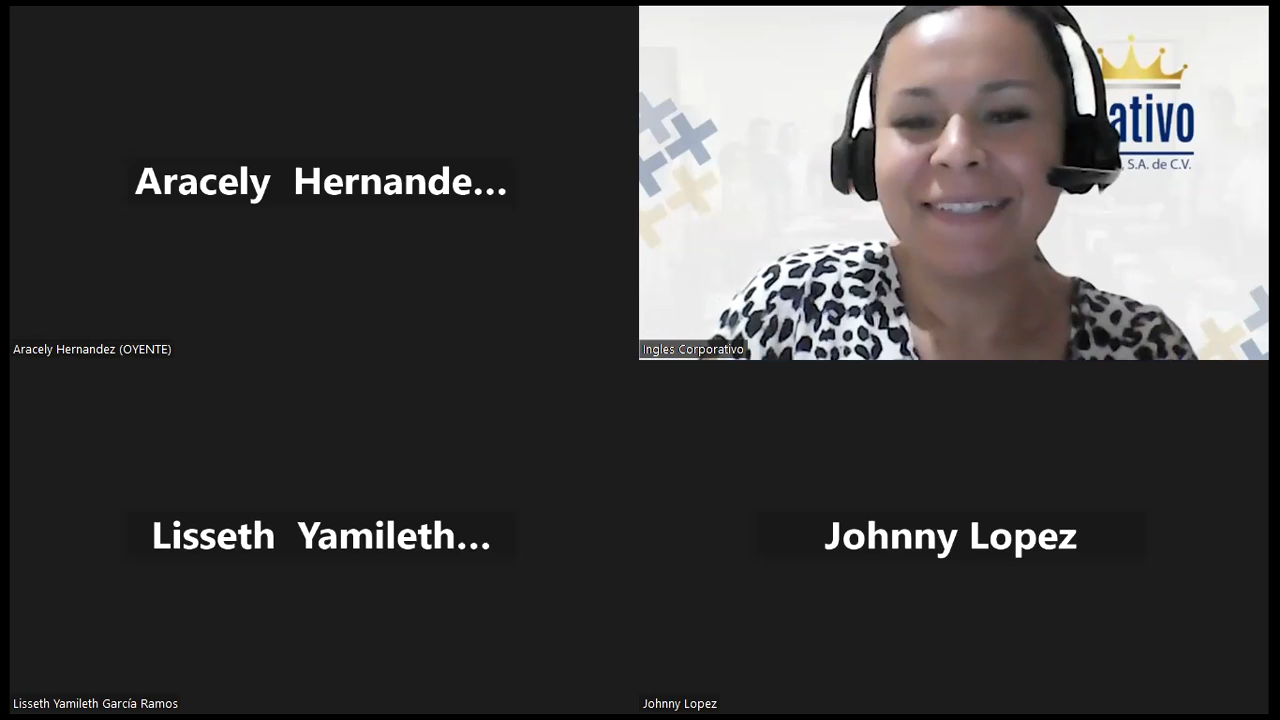 Aracely Hernande...
Aracely Hernandez (OYENTE)
ativo
, S.A. de C.V.
Ingles Corporativo
Lisseth Yamileth...
Lisseth Yamileth García Ramos
Johnny Lopez
Johnny Lopez